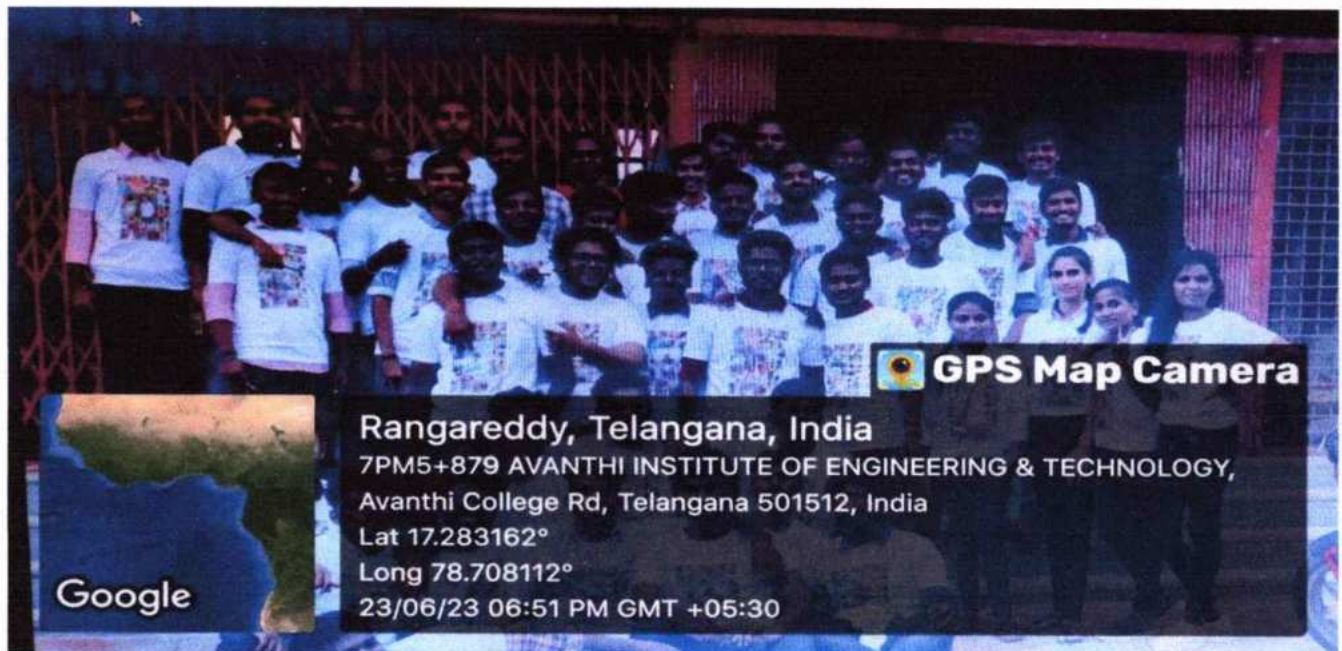 GPS Map Camera
Rangareddy, Telangana, India
7PM5+879 AVANTHI INSTITUTE OF ENGINEERING & TECHNOLOGY,
Avanthi College Rd, Telangana 501512, India
Lat 17.283162°
Long 78.708112°
23/06/23 06:51 PM GMT +05:30
Google